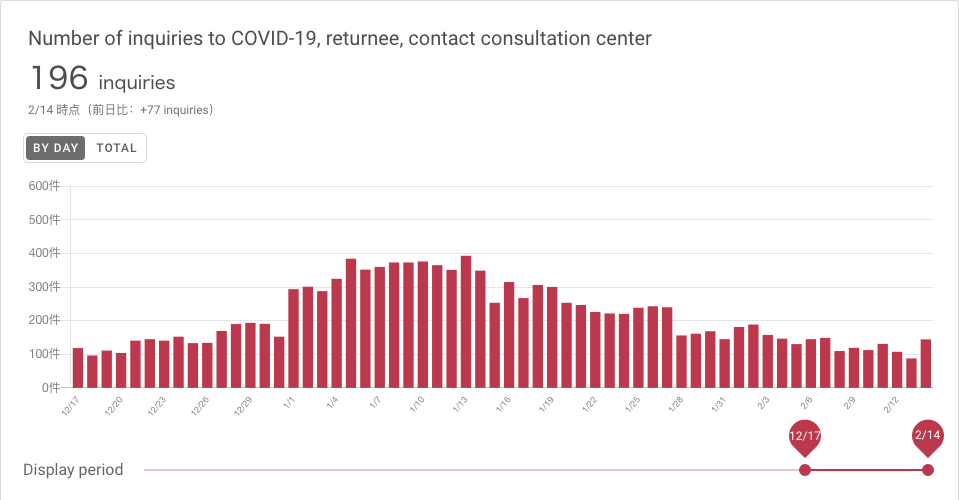 Number of inquiries to COVID-19, returnee, contact consultation center
196 inquiries
2/14 時点（前日比：+77 inquiries）
BY DAY TOTAL
600件
500件
400件
300件
200件
100件
0件
12/17 12/20 12/23 12/26 12/29 1/1 1/4 1/7 1/10 1/13 1/16 1/19 1/22 1/25 1/28 1/31 2/3 2/6 2/9 2/12
12/17 2/14
Display period